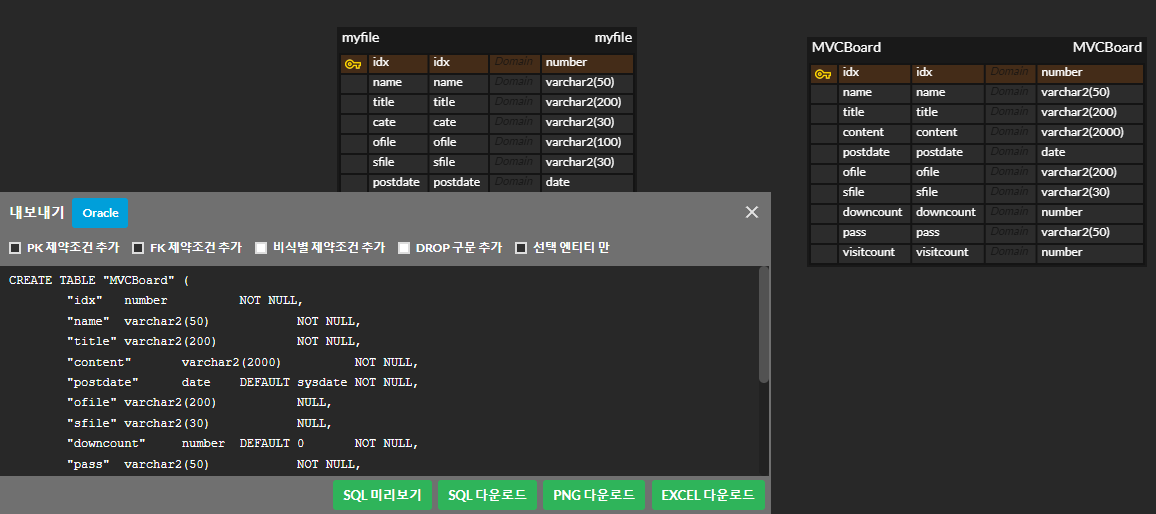 myfile myfile
idx idx Domain number
name name Domain varchar2(50)
title title Domain varchar2(200)
cate cate Domain varchar2(30)
ofile ofile Domain varchar2(100)
sfile sfile Domain varchar2(30)
postdate postdate Domain date
MVCBoard MVCBoard
idx idx Domain number
name name Domain varchar2(50)
title title Domain varchar2(200)
content content Domain varchar2(2000)
postdate postdate Domain date
ofile ofile Domain varchar2(200)
sfile sfile Domain varchar2(30)
downcount downcount Domain number
pass pass Domain varchar2(50)
visitcount visitcount Domain number
내보내기 Oracle ×
PK 제약조건 추가 FK 제약조건 추가 비식별 제약조건 추가 DROP 구문 추가 선택 엔티티 만
CREATE TABLE "MVCBoard" (
"idx" number NOT NULL,
"name" varchar2(50) NOT NULL,
"title" varchar2(200) NOT NULL,
"content" varchar2(2000) NOT NULL,
"postdate" date DEFAULT sysdate NOT NULL,
"ofile" varchar2(200) NULL,
"sfile" varchar2(30) NULL,
"downcount" number DEFAULT 0 NOT NULL,
"pass" varchar2(50) NOT NULL,
SQL 미리보기 SQL 다운로드 PNG 다운로드 EXCEL 다운로드